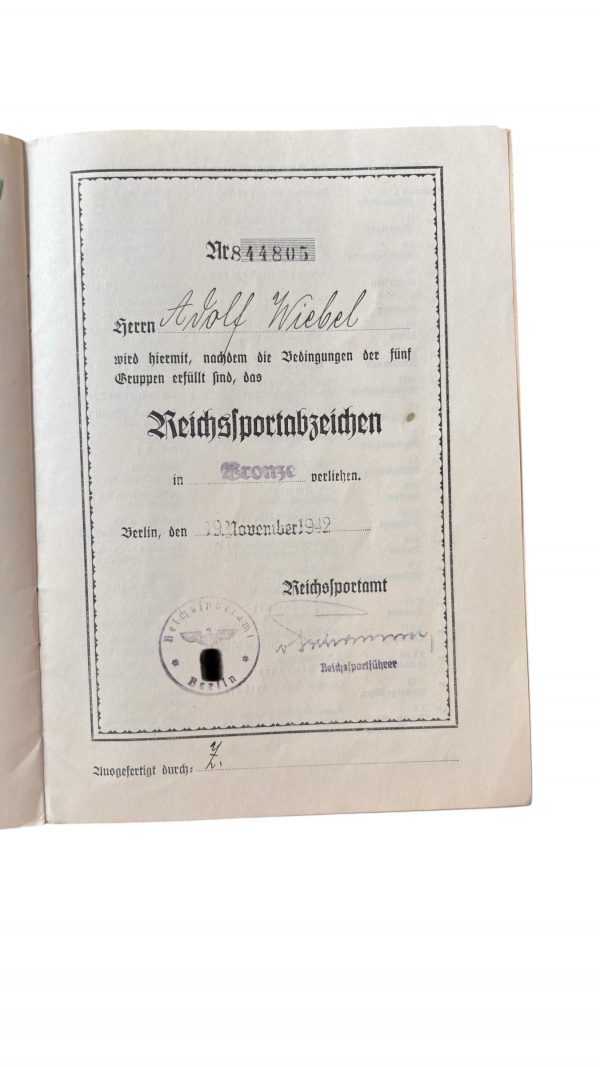 Nr 844805
Herrn Adolf Wiebel
wird hiermit, nachdem die Bedingungen der fünf
Gruppen erfüllt sind, das
Reichssportabzeichen
in Bronze verliehen.
Berlin, den 19. November 1942
Reichssportamt
Reichssportführer
Reichssportamt
* Berlin *
Ausgefertigt durch: Z.